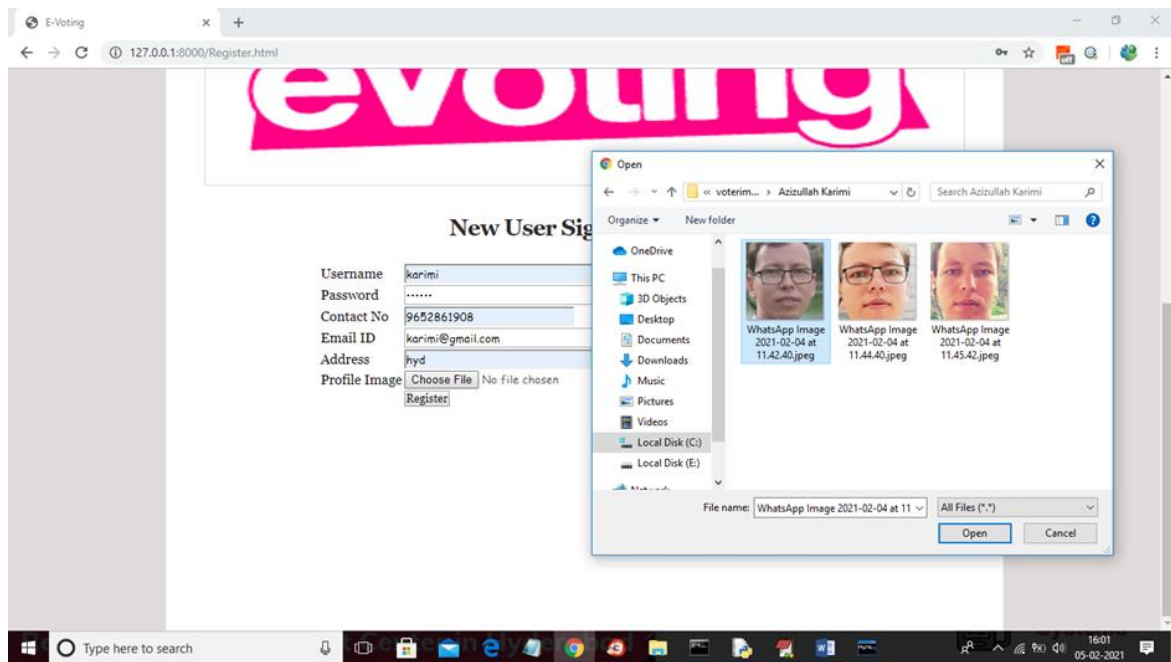 E-Voting
127.0.0.1:8000/Register.html
evoting
New User Sig
Username karimi
Password ······
Contact No 9652861908
Email ID karimi@gmail.com
Address hyd
Profile Image Choose File No file chosen
Register
Open
« voterim... > Azizullah Karimi
Search Azizullah Karimi
Organize New folder
OneDrive
This PC
3D Objects
Desktop
Documents
Downloads
Music
Pictures
Videos
Local Disk (C:)
Local Disk (E:)
Network
WhatsApp Image 
2021-02-04 at
11.42.40.jpeg
WhatsApp Image
2021-02-04 at
11.44.40.jpeg
WhatsApp Image
2021-02-04 at
11.45.42.jpeg
File name: WhatsApp Image 2021-02-04 at 11
All Files (*.*)
Open Cancel
Type here to search
16:01
05-02-2021